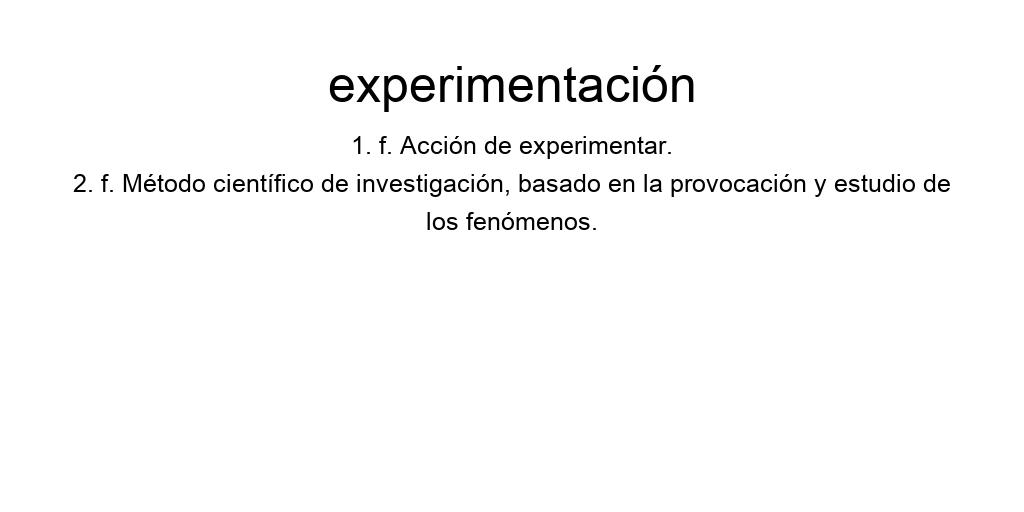 experimentación
1. f. Acción de experimentar.
2. f. Método científico de investigación, basado en la provocación y estudio de
los fenómenos.